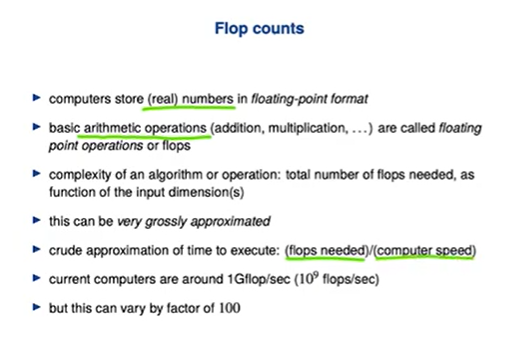 Flop counts
▶ computers store (real) numbers in floating-point format
▶ basic arithmetic operations (addition, multiplication, ...) are called floating
point operations or flops
▶ complexity of an algorithm or operation: total number of flops needed, as
function of the input dimension(s)
▶ this can be very grossly approximated
▶ crude approximation of time to execute: (flops needed)/(computer speed)
▶ current computers are around 1Gflop/sec (10⁹ flops/sec)
▶ but this can vary by factor of 100